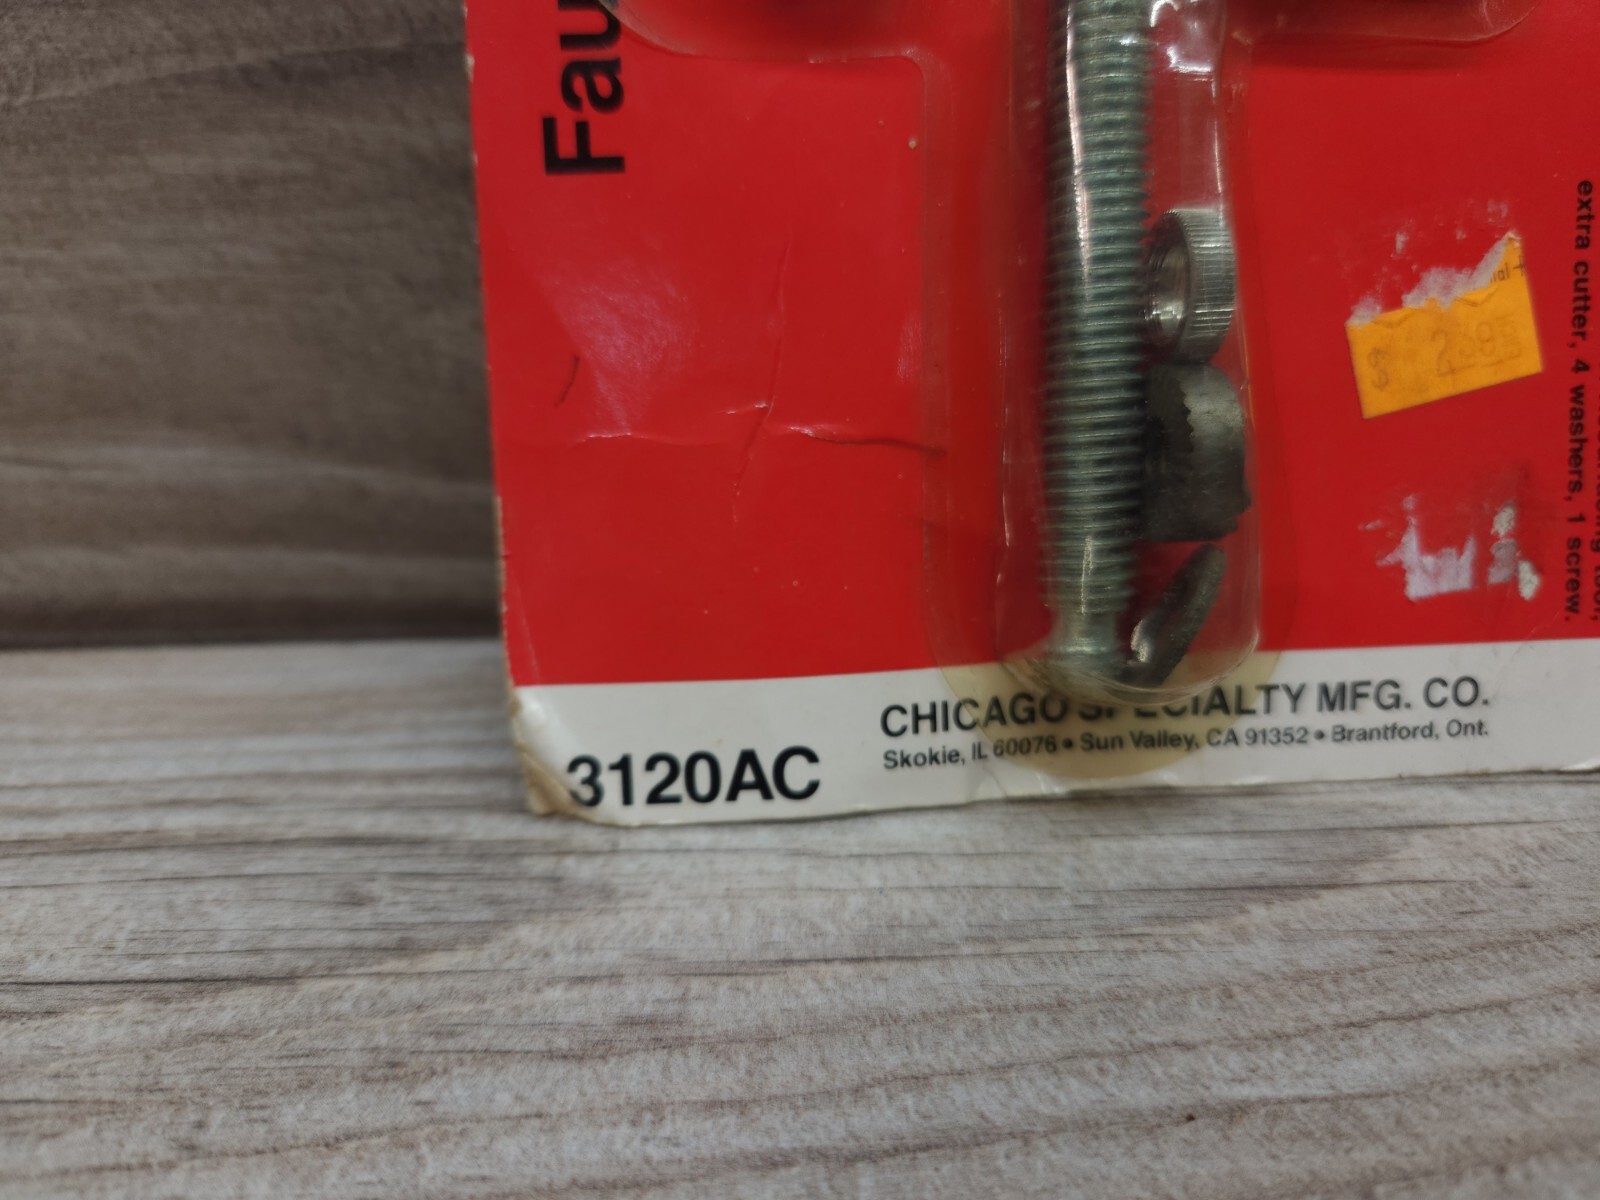 Fau
extra cutter, 4 washers, 1 screw.
$ 2
3120AC
CHICAGO SPECIALTY MFG. CO.
Skokie, IL 60076 • Sun Valley, CA 91352 • Brantford, Ont.